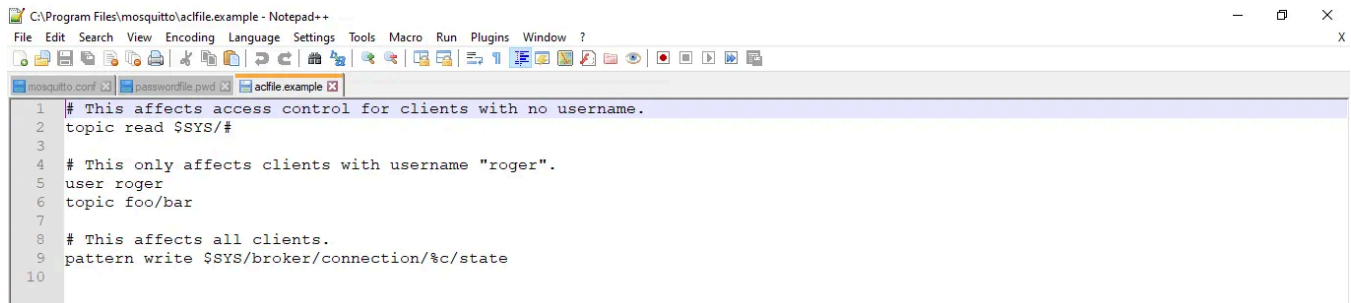 C:\Program Files\mosquitto\aclfile.example - Notepad++
File Edit Search View Encoding Language Settings Tools Macro Run Plugins Window ? X
mosquitto.conf passwordfile.pwd aclfile.example
1 # This affects access control for clients with no username.
2 topic read $SYS/#
3
4 # This only affects clients with username "roger".
5 user roger
6 topic foo/bar
7
8 # This affects all clients.
9 pattern write $SYS/broker/connection/%c/state
10